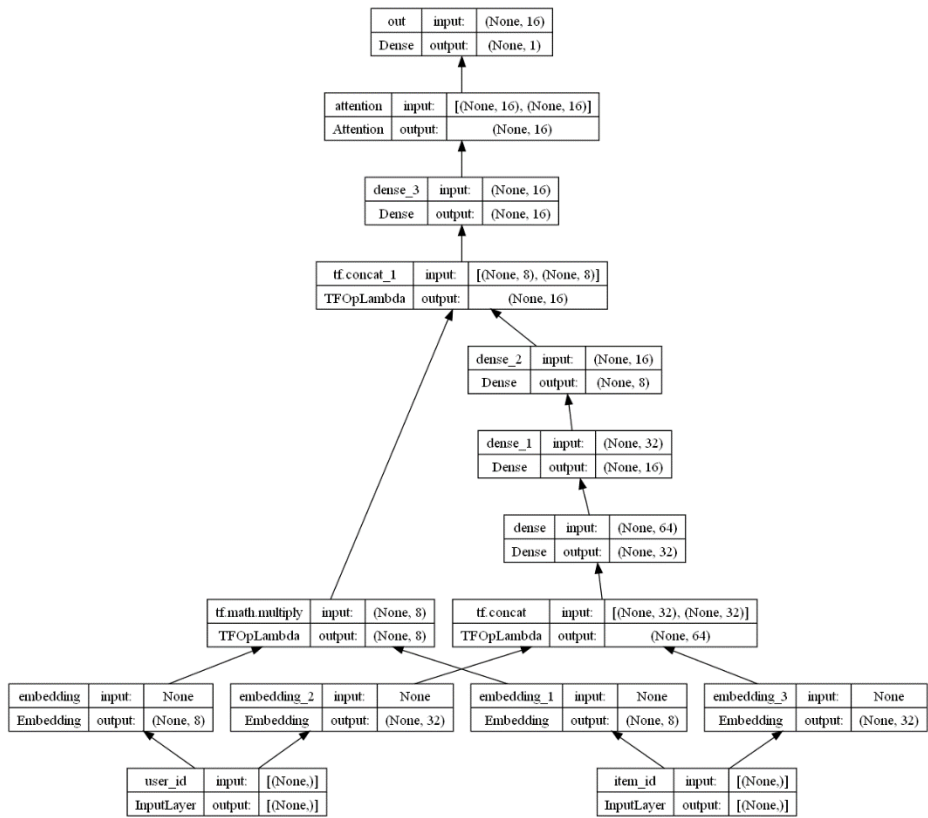 out input: (None, 16)
Dense output: (None, 1)
attention input: [(None, 16), (None, 16)]
Attention output: (None, 16)
dense_3 input: (None, 16)
Dense output: (None, 16)
tf.concat_1 input: [(None, 8), (None, 8)]
TFOpLambda output: (None, 16)
dense_2 input: (None, 16)
Dense output: (None, 8)
dense_1 input: (None, 32)
Dense output: (None, 16)
dense input: (None, 64)
Dense output: (None, 32)
tf.math.multiply input: (None, 8)
TFOpLambda output: (None, 8)
tf.concat input: [(None, 32), (None, 32)]
TFOpLambda output: (None, 64)
embedding input: None
Embedding output: (None, 8)
embedding_2 input: None
Embedding output: (None, 32)
embedding_1 input: None
Embedding output: (None, 8)
embedding_3 input: None
Embedding output: (None, 32)
user_id input: [(None,)]
InputLayer output: [(None,)]
item_id input: [(None,)]
InputLayer output: [(None,)]